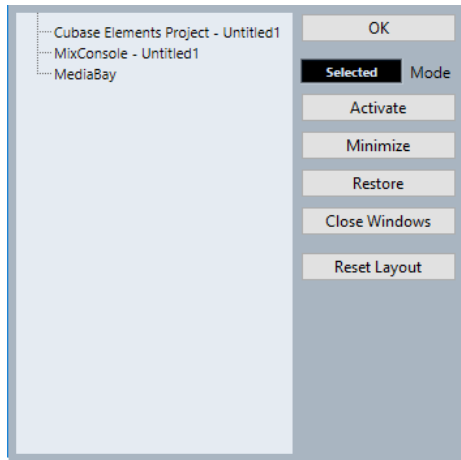 Cubase Elements Project - Untitled1
MixConsole - Untitled1
MediaBay
OK
Selected Mode
Activate
Minimize
Restore
Close Windows
Reset Layout